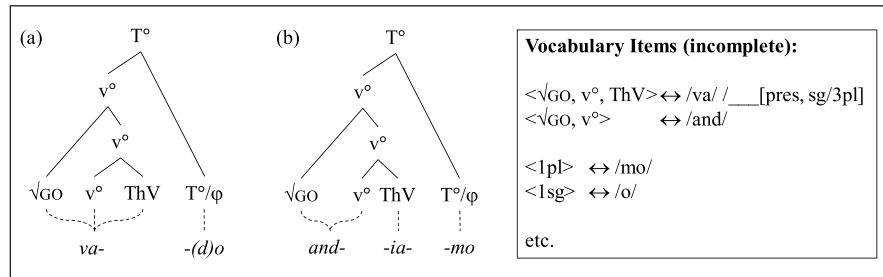 (a)
T°
v°
v°
√GO v° ThV T°/φ
va- -(d)o
(b)
T°
v°
v°
√GO v° ThV T°/φ
and- -ia- -mo
Vocabulary Items (incomplete):
<√GO, v°, ThV> ↔ /va/ /___[pres, sg/3pl]
<√GO, v°> ↔ /and/
<1pl> ↔ /mo/
<1sg> ↔ /o/
etc.